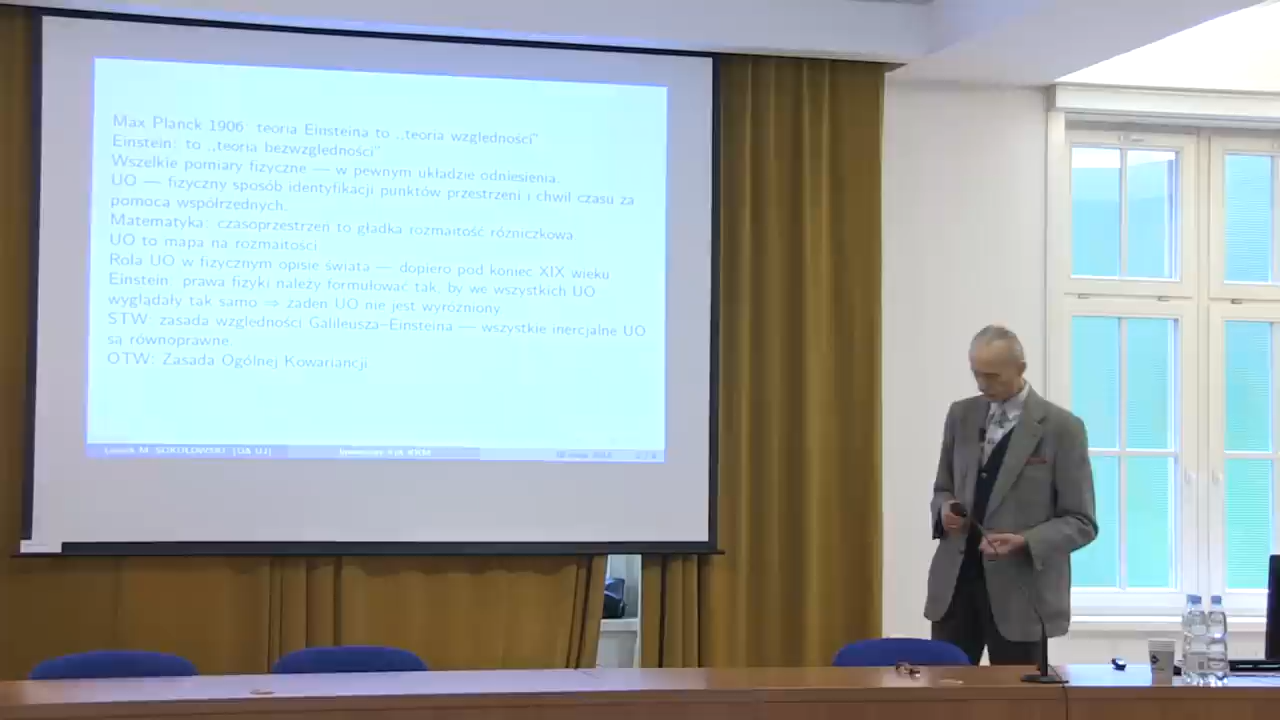 Max Planck 1906: teoria Einsteina to ,,teoria względności"
Einstein: to ,,teoria bezwzględności"
Wszelkie pomiary fizyczne — w pewnym układzie odniesienia.
UO — fizyczny sposób identyfikacji punktów przestrzeni i chwil czasu za
pomocą współrzędnych.
Matematyka: czasoprzestrzeń to gładka rozmaitość różniczkowa.
UO to mapa na rozmaitości.
Rola UO w fizycznym opisie świata — dopiero pod koniec XIX wieku.
Einstein: prawa fizyki należy formułować tak, by we wszystkich UO
wyglądały tak samo ⇒ żaden UO nie jest wyróżniony.
STW: zasada względności Galileusza–Einsteina — wszystkie inercjalne UO
są równoprawne.
OTW: Zasada Ogólnej Kowariancji.
M. SOKOŁOWSKI (OA UJ)